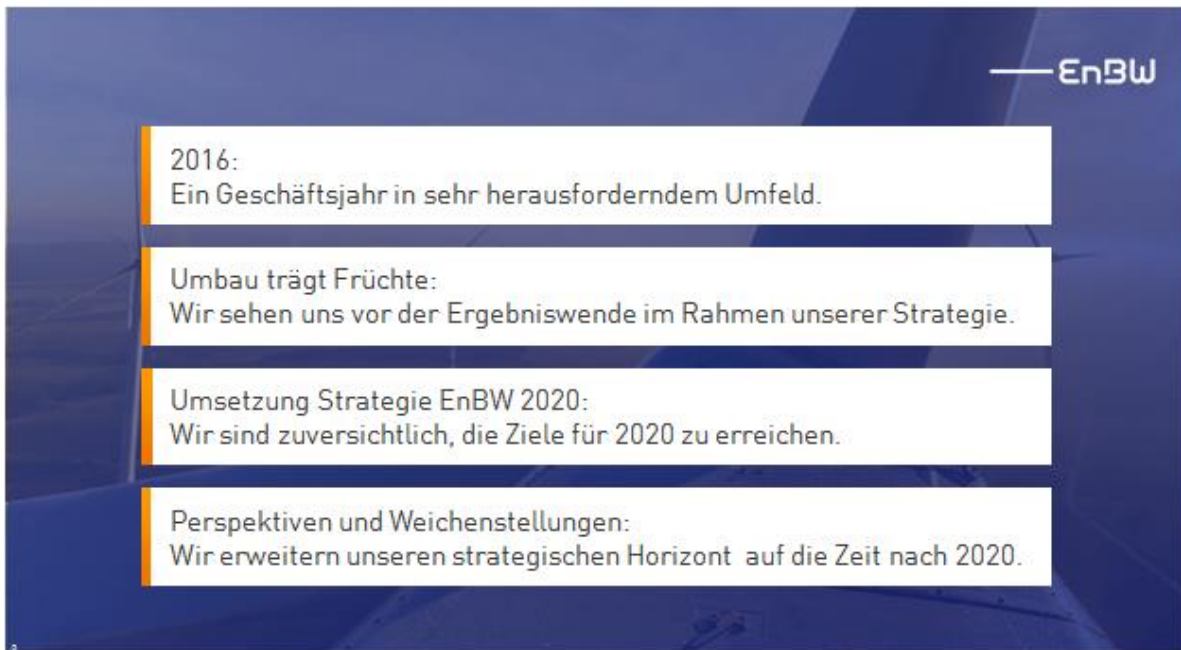 EnBW
2016:
Ein Geschäftsjahr in sehr herausforderndem Umfeld.
Umbau trägt Früchte:
Wir sehen uns vor der Ergebniswende im Rahmen unserer Strategie.
Umsetzung Strategie EnBW 2020:
Wir sind zuversichtlich, die Ziele für 2020 zu erreichen.
Perspektiven und Weichenstellungen:
Wir erweitern unseren strategischen Horizont auf die Zeit nach 2020.